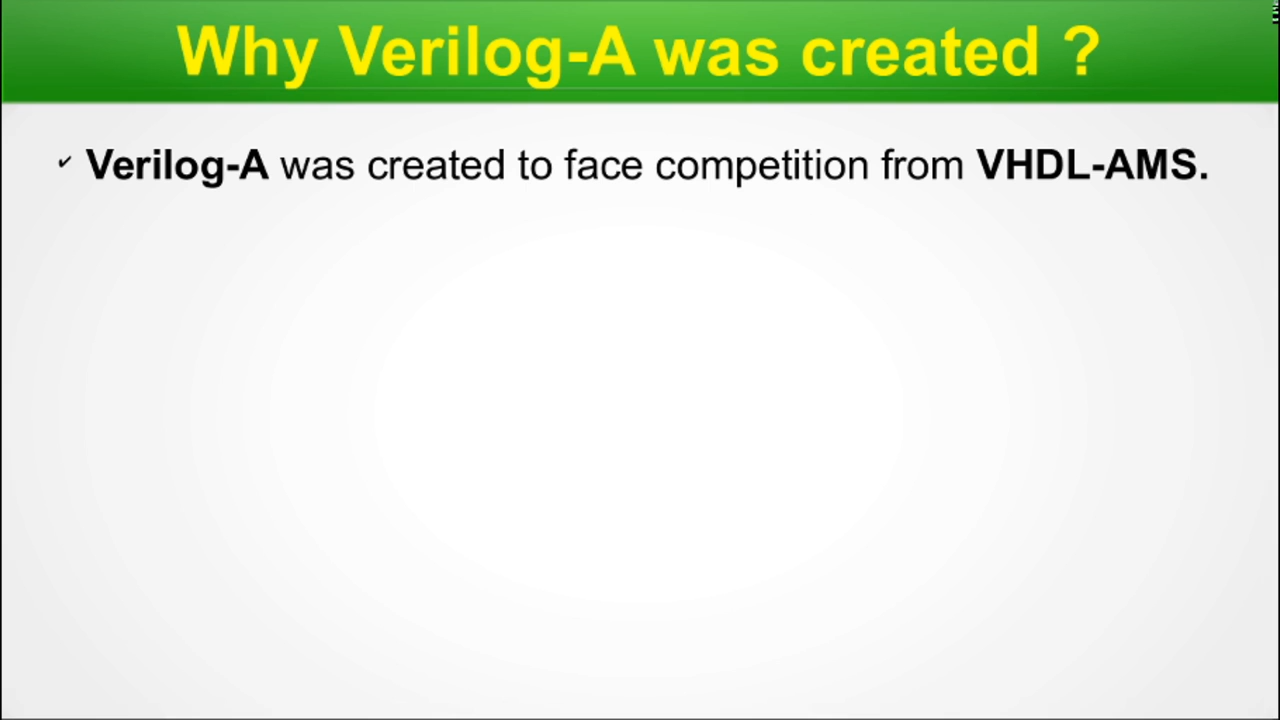 Why Verilog-A was created ?
✔ Verilog-A was created to face competition from VHDL-AMS.